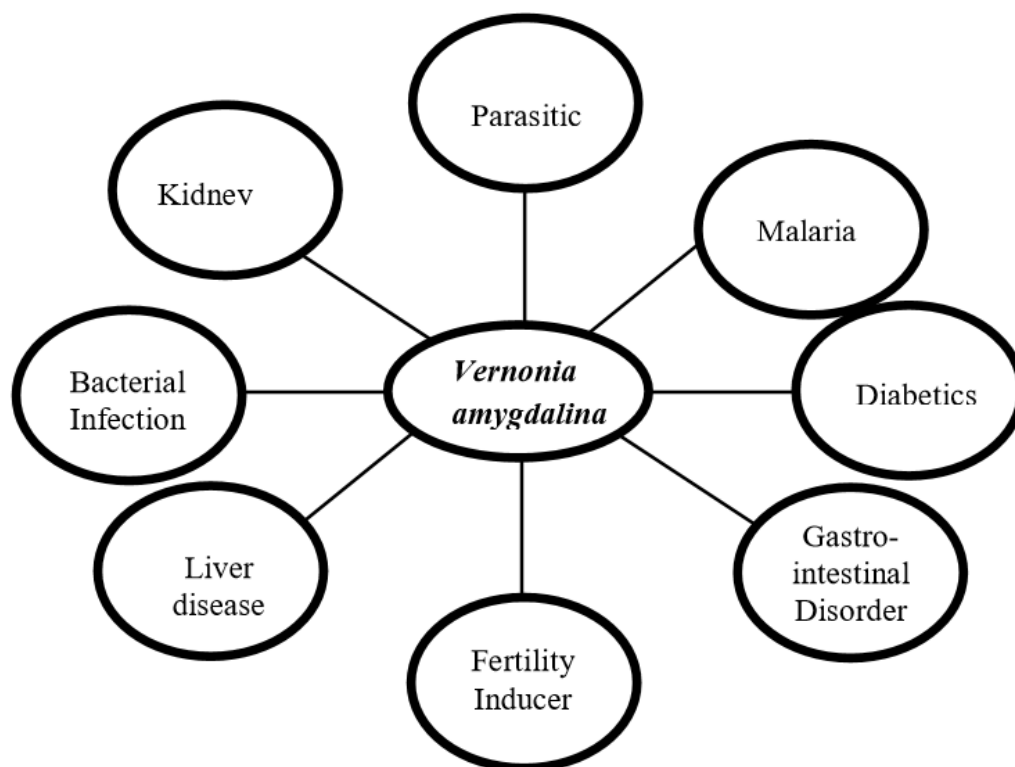 Parasitic
Kidnev
Malaria
Vernonia
amygdalina
Bacterial
Infection
Diabetics
Liver
disease
Gastro-
intestinal
Disorder
Fertility
Inducer